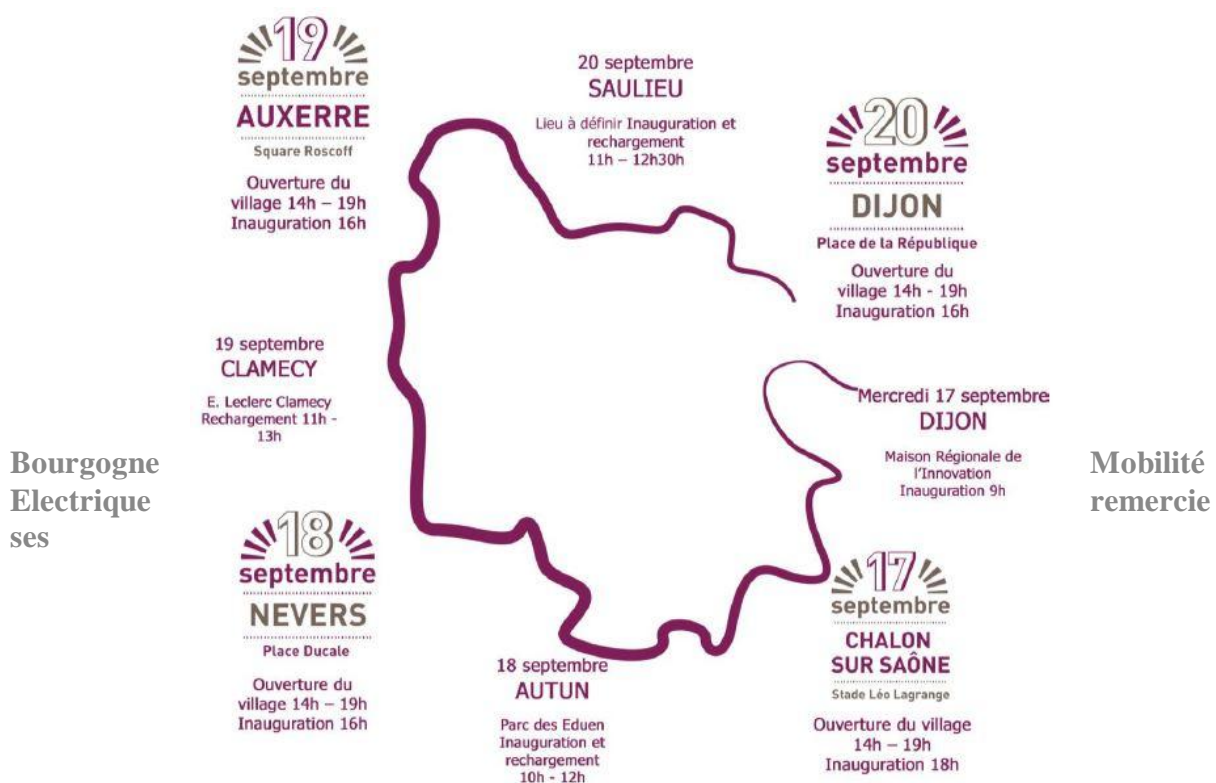 19
septembre
AUXERRE
Square Roscoff
Ouverture du
village 14h – 19h
Inauguration 16h
20 septembre
SAULIEU
Lieu à définir Inauguration et
rechargement
11h – 12h30h
20
septembre
DIJON
Place de la République
Ouverture du
village 14h - 19h
Inauguration 16h
19 septembre
CLAMECY
E. Leclerc Clamecy
Rechargement 11h -
13h
Mercredi 17 septembre
DIJON
Maison Régionale de
l'Innovation
Inauguration 9h
Bourgogne
Electrique
ses
Mobilité
remercie
18
septembre
NEVERS
Place Ducale
Ouverture du
village 14h – 19h
Inauguration 16h
18 septembre
AUTUN
Parc des Eduen
Inauguration et
rechargement
10h - 12h
17
septembre
CHALON
SUR SAÔNE
Stade Léo Lagrange
Ouverture du village
14h – 19h
Inauguration 18h